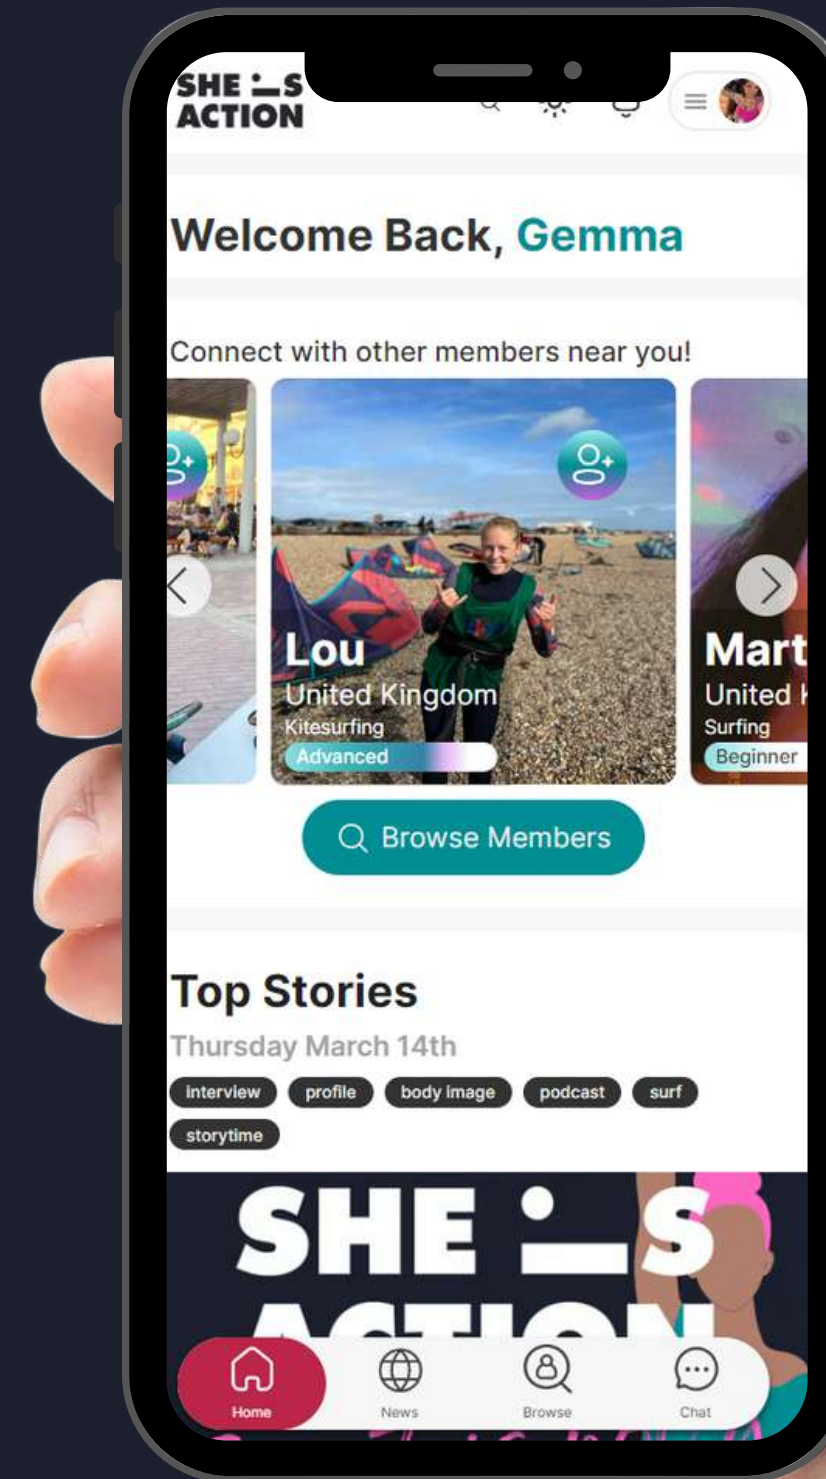 SHE IS
ACTION
Welcome Back, Gemma
Connect with other members near you!
Lou
United Kingdom
Kitesurfing
Advanced
Mart
United
Surfing
Beginner
Browse Members
Top Stories
Thursday March 14th
interview profile body image podcast surf
storytime
SHE IS
ACTION
Home News Browse Chat